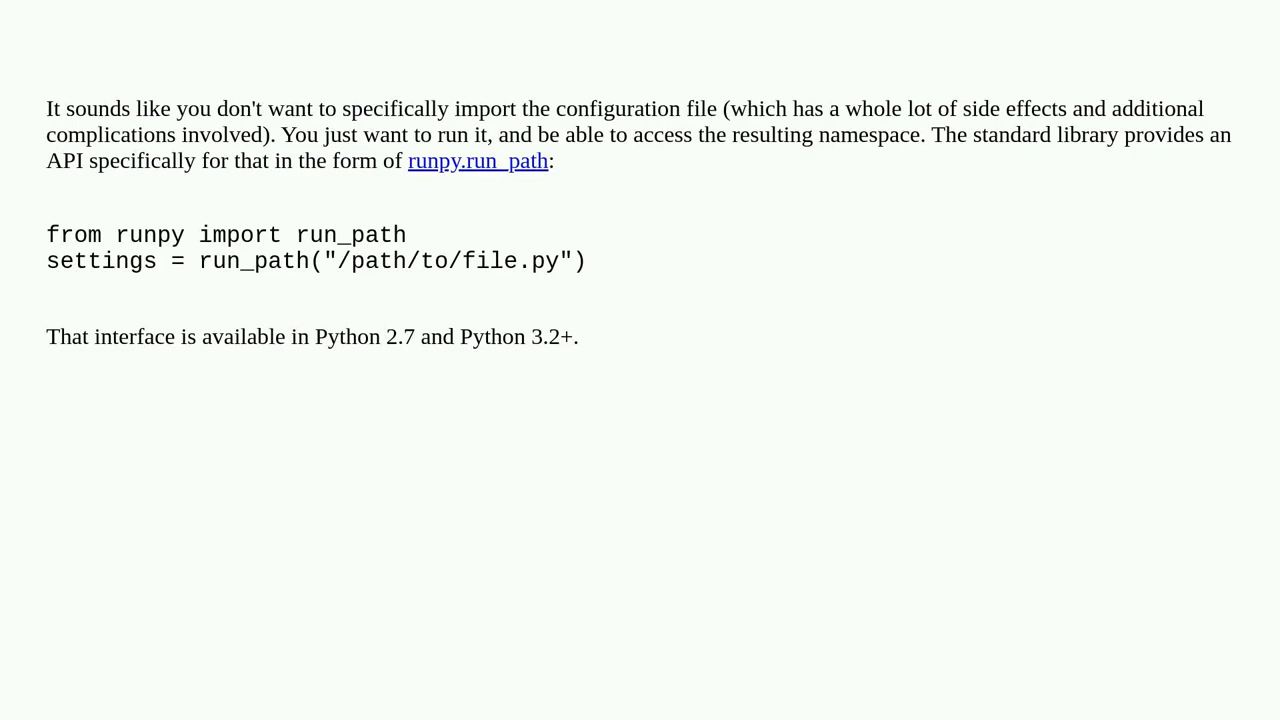 It sounds like you don't want to specifically import the configuration file (which has a whole lot of side effects and additional
complications involved). You just want to run it, and be able to access the resulting namespace. The standard library provides an
API specifically for that in the form of runpy.run_path:
from runpy import run_path
settings = run_path("/path/to/file.py")
That interface is available in Python 2.7 and Python 3.2+.